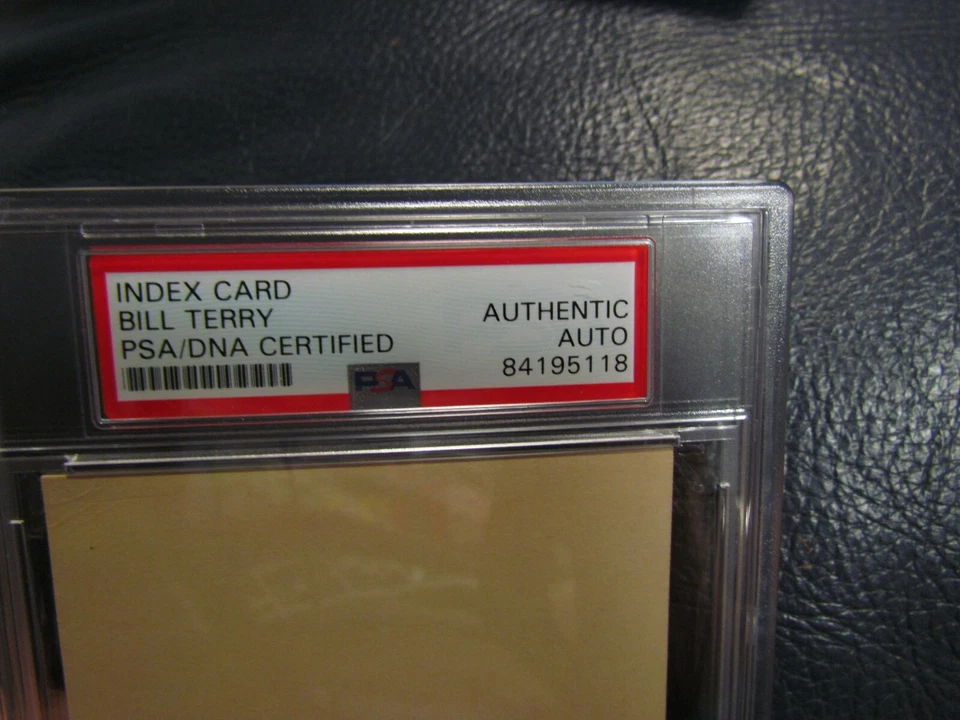 INDEX CARD
BILL TERRY
PSA/DNA CERTIFIED
AUTHENTIC
AUTO
84195118
PSA